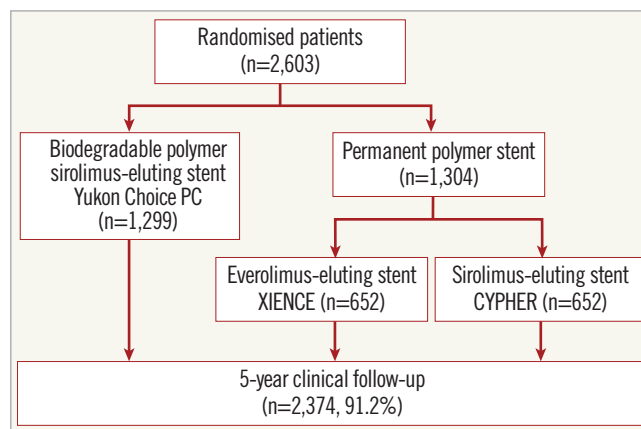 Randomised patients
(n=2,603)
Biodegradable polymer
sirolimus-eluting stent
Yukon Choice PC
(n=1,299)
Permanent polymer stent
(n=1,304)
Everolimus-eluting stent
XIENCE (n=652)
Sirolimus-eluting stent
CYPHER (n=652)
5-year clinical follow-up
(n=2,374, 91.2%)